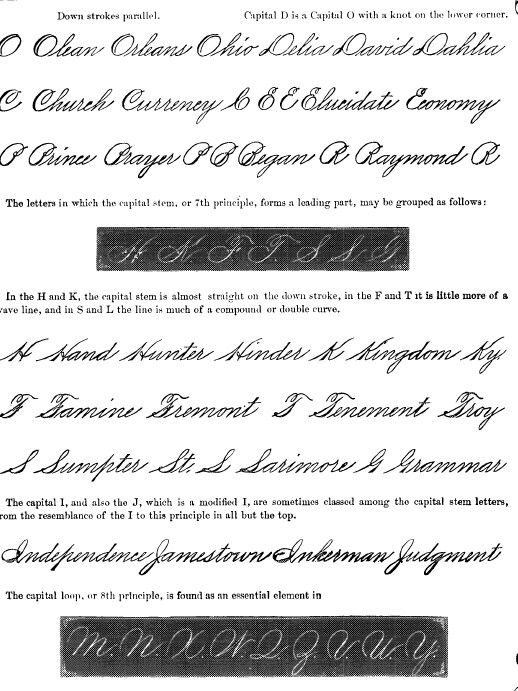 Down strokes parallel. Capital D is a Capital O with a knot on the lower corner.
O Olean Orleans Ohio Delia David Dahlia
C Church Currency C E E Elucidate Economy
P Prince Prayer P B Began R Raymond R
The letters in which the capital stem, or 7th principle, forms a leading part, may be grouped as follows:
H K F T S L G
In the H and K, the capital stem is almost straight on the down stroke, in the F and T it is little more of a
wave line, and in S and L the line is much of a compound or double curve.
H Hand Hunter Hinder K Kingdom Ky
F Famine Fremont T Tenement Troy
S Sumpter St. L Larimore G Grammar
The capital I, and also the J, which is a modified I, are sometimes classed among the capital stem letters,
rom the resemblance of the I to this principle in all but the top.
Independence Jamestown Inkerman Judgment
The capital loop, or 8th principle, is found as an essential element in
M. N. X. W. Q. Z. V. U. Y.